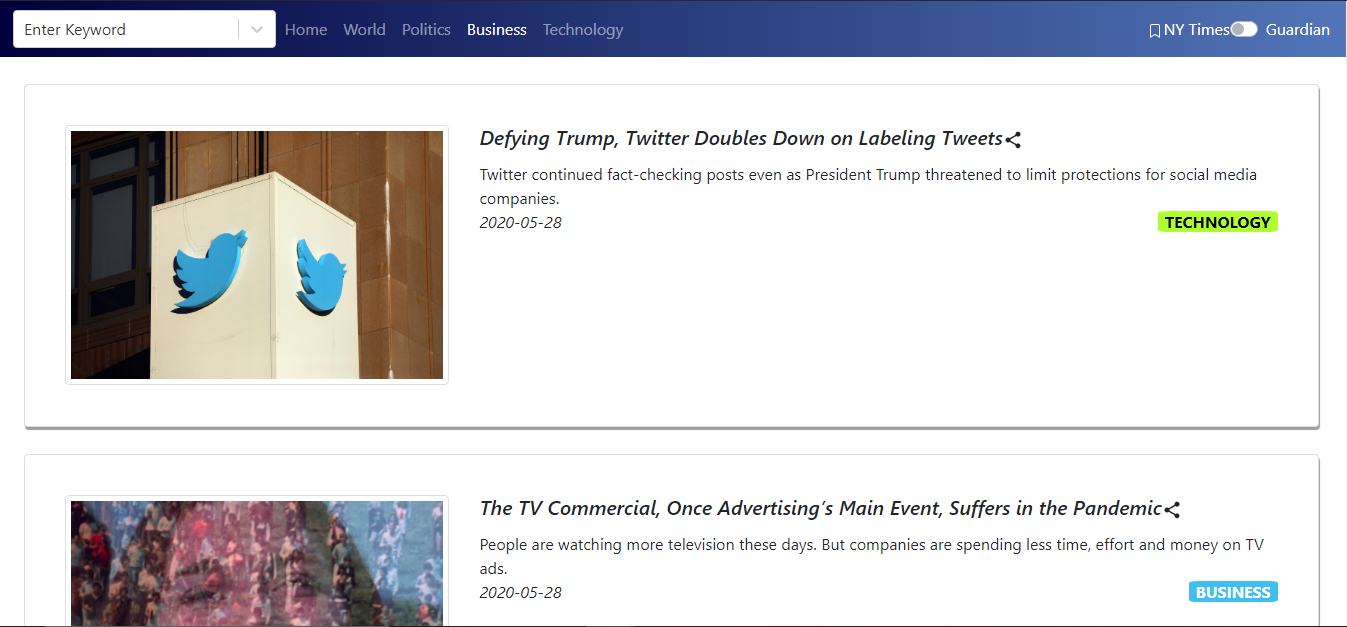 Enter Keyword Home World Politics Business Technology NY Times Guardian
Defying Trump, Twitter Doubles Down on Labeling Tweets
Twitter continued fact-checking posts even as President Trump threatened to limit protections for social media
companies.
2020-05-28 TECHNOLOGY
The TV Commercial, Once Advertising’s Main Event, Suffers in the Pandemic
People are watching more television these days. But companies are spending less time, effort and money on TV
ads.
2020-05-28 BUSINESS